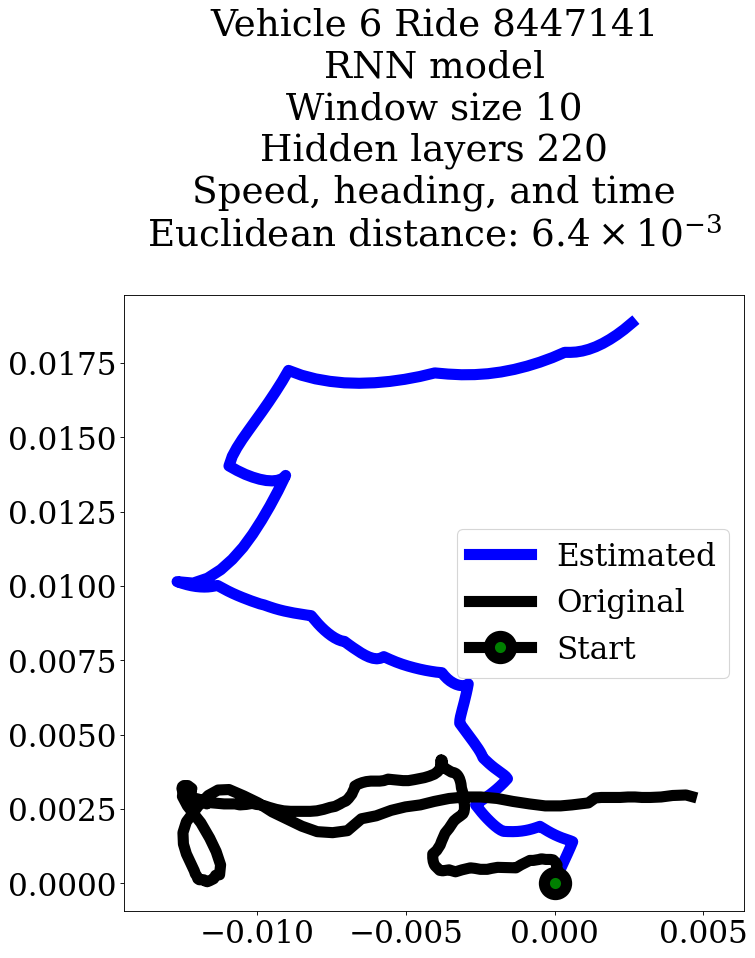 Vehicle 6 Ride 8447141
RNN model
Window size 10
Hidden layers 220
Speed, heading, and time
Euclidean distance: 6.4 × 10⁻³
0.0175
0.0150
0.0125
0.0100
0.0075
0.0050
0.0025
0.0000
Estimated
Original
Start
−0.010 −0.005 0.000 0.005